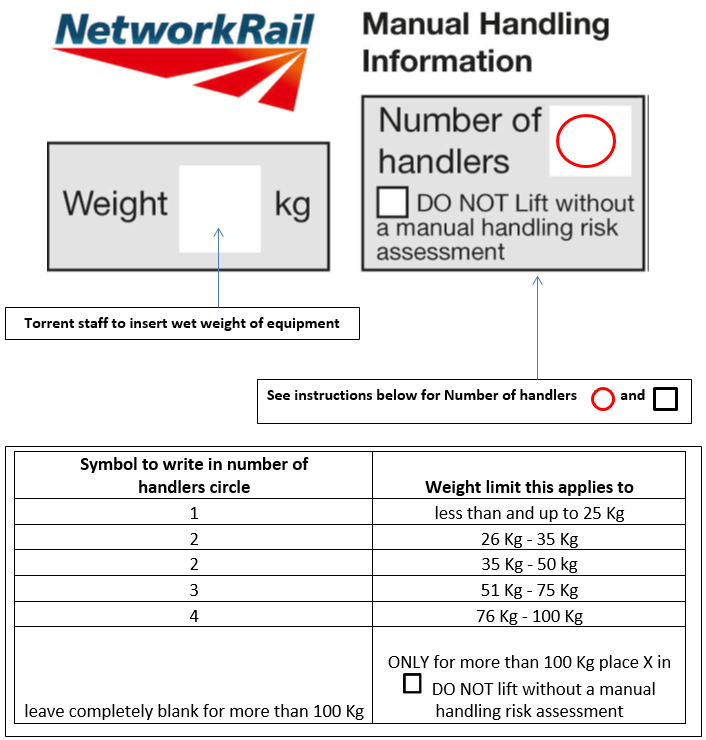 NetworkRail
Manual Handling
Information
Weight kg
Number of
handlers
DO NOT Lift without
a manual handling risk
assessment
Torrent staff to insert wet weight of equipment
See instructions below for Number of handlers and
Symbol to write in number of
handlers circle
Weight limit this applies to
1 less than and up to 25 Kg
2 26 Kg - 35 Kg
2 35 Kg - 50 kg
3 51 Kg - 75 Kg
4 76 Kg - 100 Kg
leave completely blank for more than 100 Kg
ONLY for more than 100 Kg place X in
DO NOT lift without a manual
handling risk assessment